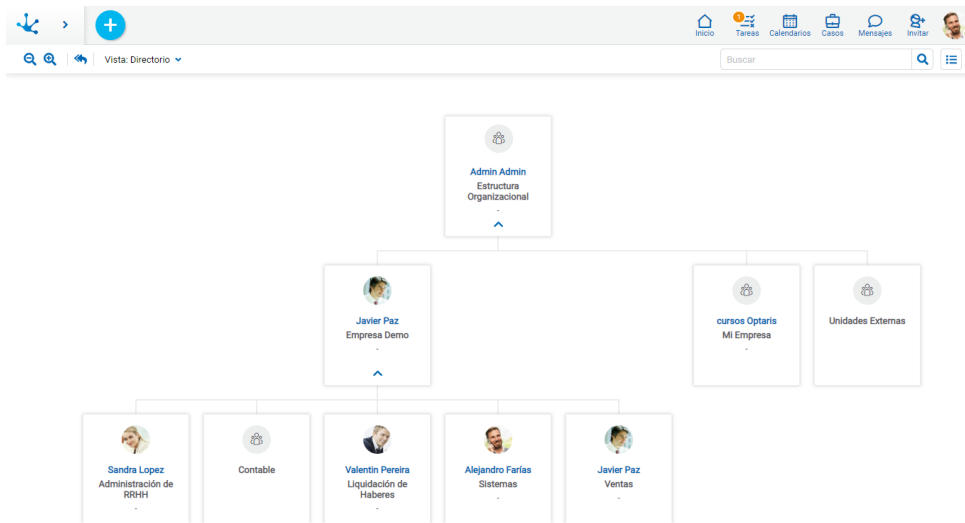 1
Inicio
Tareas
Calendarios
Casos
Mensajes
Invitar
Vista: Directorio
Buscar
Admin Admin
Estructura
Organizacional
-
Javier Paz
Empresa Demo
-
cursos Optaris
Mi Empresa
-
Unidades Externas
Sandra Lopez
Administración de
RRHH
-
Contable
Valentin Pereira
Liquidación de
Haberes
-
Alejandro Farías
Sistemas
-
Javier Paz
Ventas
-